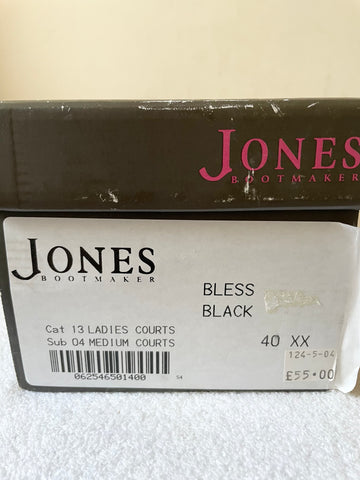 JONES
BOOTMAKER
JONES
BOOTMAKER
BLESS
BLACK
Cat 13 LADIES COURTS
Sub 04 MEDIUM COURTS
40 XX
124-5-04
£55.00
062546501400
54